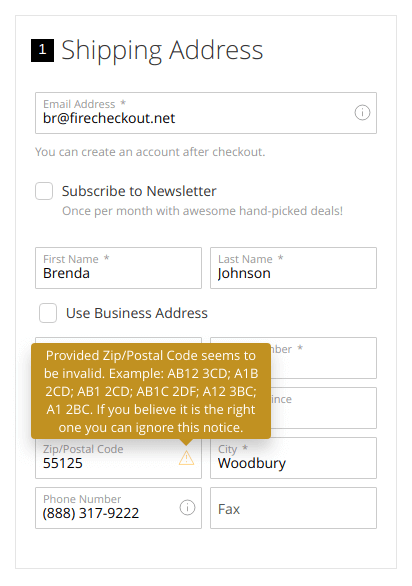 1 Shipping Address
Email Address *
br@firecheckout.net
You can create an account after checkout.
Subscribe to Newsletter
Once per month with awesome hand-picked deals!
First Name *
Brenda
Last Name *
Johnson
Use Business Address
Provided Zip/Postal Code seems to
be invalid. Example: AB12 3CD; A1B
2CD; AB1 2CD; AB1C 2DF; A12 3BC;
A1 2BC. If you believe it is the right
one you can ignore this notice.
Zip/Postal Code
55125
City *
Woodbury
Phone Number
(888) 317-9222
Fax